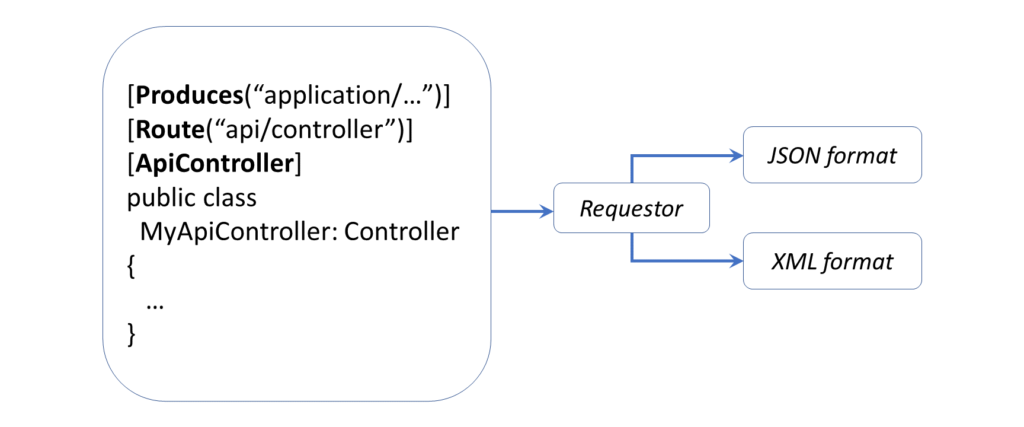 [Produces(“application/…”)]
[Route(“api/controller”)]
[ApiController]
public class
MyApiController: Controller
{
…
}
Requestor
JSON format
XML format